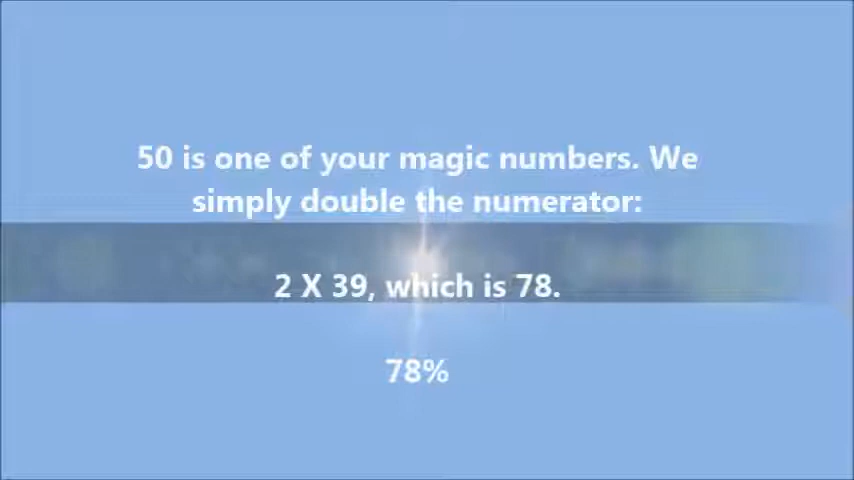 50 is one of your magic numbers. We
simply double the numerator:
2 X 39, which is 78.
78%